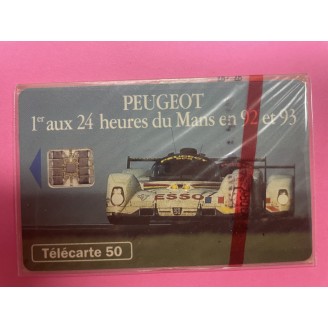 PEUGEOT
1er aux 24 heures du Mans en 92 et 93
ESSO
Télécarte 50